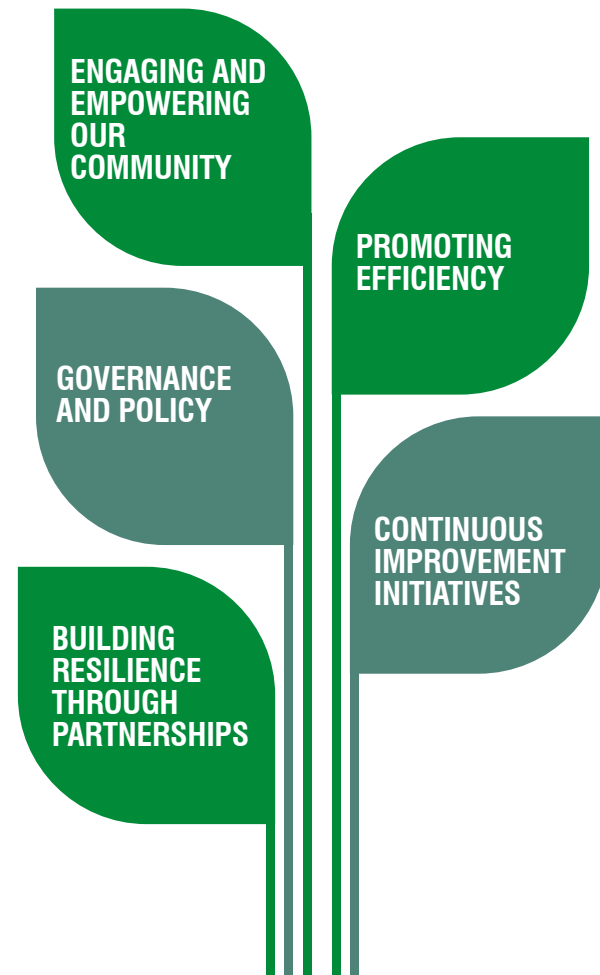 ENGAGING AND
EMPOWERING
OUR
COMMUNITY
PROMOTING
EFFICIENCY
GOVERNANCE
AND POLICY
CONTINUOUS
IMPROVEMENT
INITIATIVES
BUILDING
RESILIENCE
THROUGH
PARTNERSHIPS